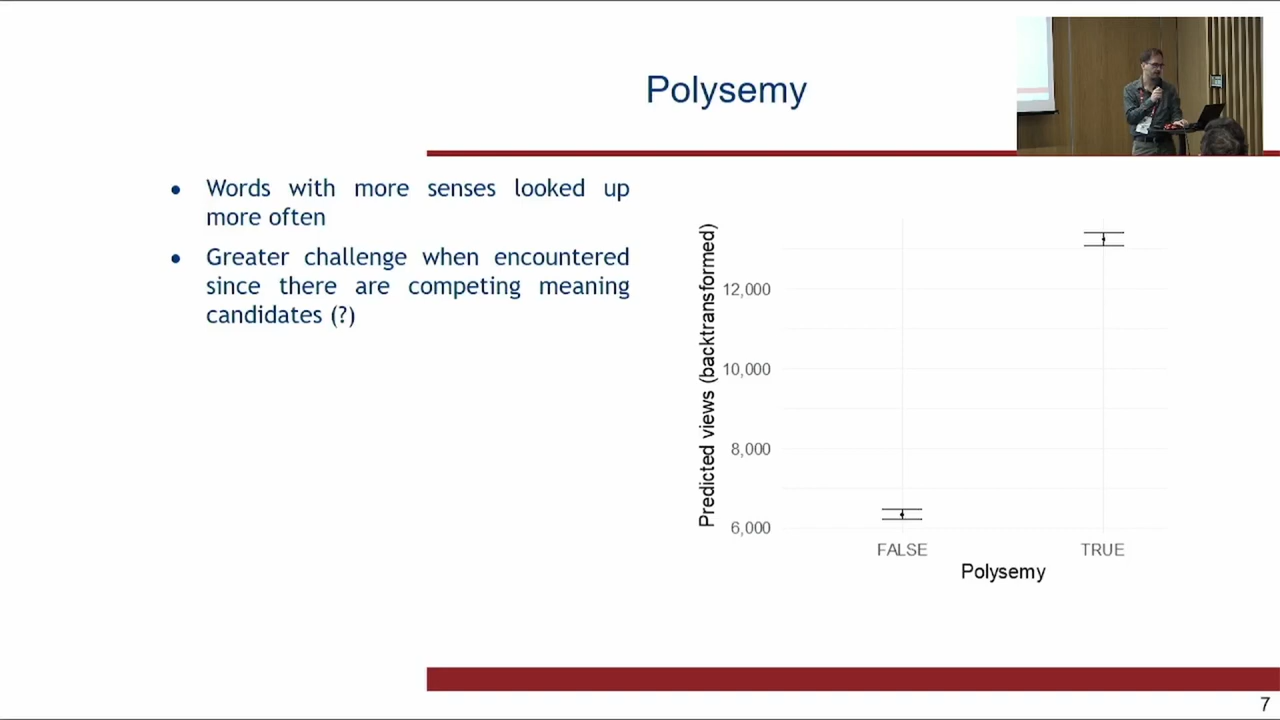 Polysemy
● Words with more senses looked up
more often
● Greater challenge when encountered
since there are competing meaning
candidates (?)
Predicted views (backtransformed)
12,000
10,000
8,000
6,000
FALSE TRUE
Polysemy
7